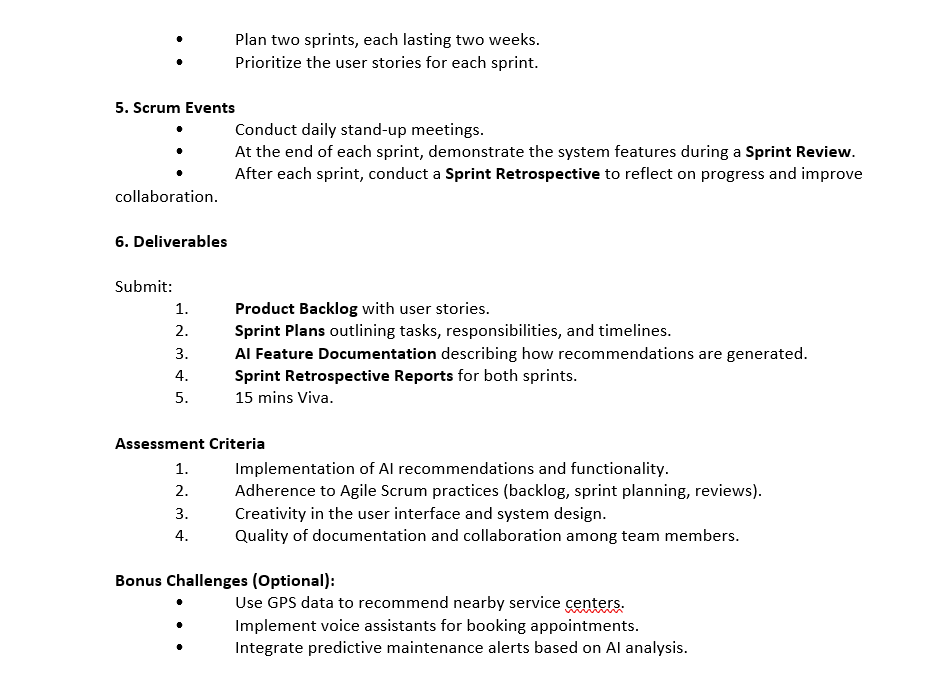 • Plan two sprints, each lasting two weeks.
• Prioritize the user stories for each sprint.
5. Scrum Events
• Conduct daily stand-up meetings.
• At the end of each sprint, demonstrate the system features during a Sprint Review.
• After each sprint, conduct a Sprint Retrospective to reflect on progress and improve
collaboration.
6. Deliverables
Submit:
1. Product Backlog with user stories.
2. Sprint Plans outlining tasks, responsibilities, and timelines.
3. AI Feature Documentation describing how recommendations are generated.
4. Sprint Retrospective Reports for both sprints.
5. 15 mins Viva.
Assessment Criteria
1. Implementation of AI recommendations and functionality.
2. Adherence to Agile Scrum practices (backlog, sprint planning, reviews).
3. Creativity in the user interface and system design.
4. Quality of documentation and collaboration among team members.
Bonus Challenges (Optional):
• Use GPS data to recommend nearby service centers.
• Implement voice assistants for booking appointments.
• Integrate predictive maintenance alerts based on AI analysis.